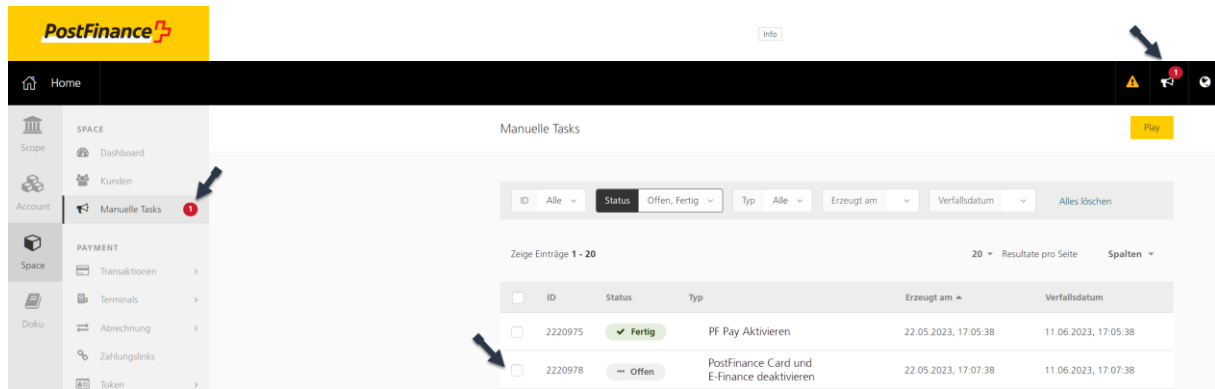 PostFinance
Info
Home
1
Scope
Account
Space
Doku
SPACE
Dashboard
Kunden
Manuelle Tasks 1
PAYMENT
Transaktionen
Terminals
Abrechnung
Zahlungslinks
Token
Manuelle Tasks
Play
ID Alle Status Offen, Fertig Typ Alle Erzeugt am Verfallsdatum Alles löschen
Zeige Einträge 1 - 20
20 Resultate pro Seite Spalten
ID Status Typ Erzeugt am Verfallsdatum
2220975 Fertig PF Pay Aktivieren 22.05.2023, 17:05:38 11.06.2023, 17:05:38
2220978 Offen PostFinance Card und
E-Finance deaktivieren 22.05.2023, 17:07:38 11.06.2023, 17:07:38